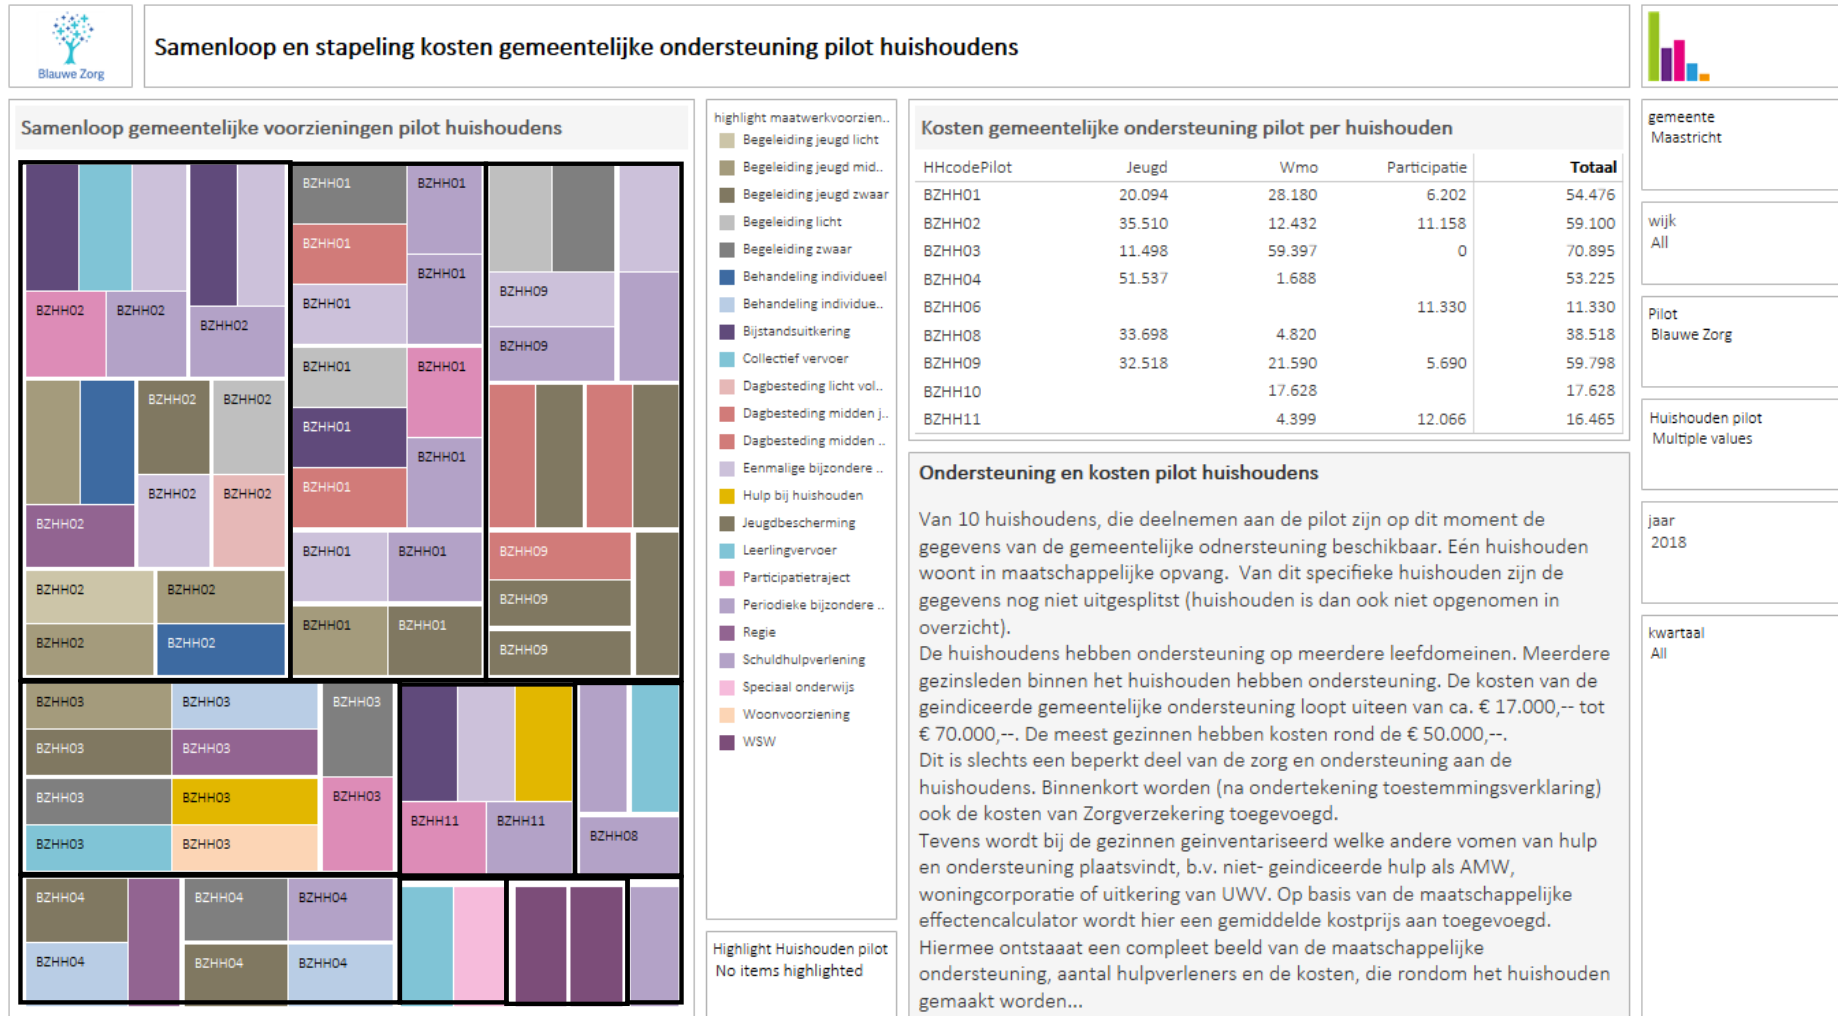 Blauwe Zorg
Samenloop en stapeling kosten gemeentelijke ondersteuning pilot huishoudens
Samenloop gemeentelijke voorzieningen pilot huishoudens
BZHH02
BZHH02
BZHH02
BZHH02
BZHH02
BZHH02
BZHH02
BZHH02
BZHH02
BZHH02
BZHH02
BZHH02
BZHH01
BZHH01
BZHH01
BZHH01
BZHH01
BZHH01
BZHH01
BZHH01
BZHH01
BZHH01
BZHH01
BZHH01
BZHH01
BZHH01
BZHH09
BZHH09
BZHH09
BZHH09
BZHH09
BZHH03
BZHH03
BZHH03
BZHH03
BZHH03
BZHH03
BZHH03
BZHH03
BZHH03
BZHH03
BZHH11
BZHH11
BZHH08
BZHH04
BZHH04
BZHH04
BZHH04
BZHH04
BZHH04
highlight maatwerkvoorzien..
Begeleiding jeugd licht
Begeleiding jeugd mid..
Begeleiding jeugd zwaar
Begeleiding licht
Begeleiding zwaar
Behandeling individueel
Behandeling individue..
Bijstandsuitkering
Collectief vervoer
Dagbesteding licht vol..
Dagbesteding midden j..
Dagbesteding midden ..
Eenmalige bijzondere ..
Hulp bij huishouden
Jeugdbescherming
Leerlingvervoer
Participatietraject
Periodieke bijzondere ..
Regie
Schuldhulpverlening
Speciaal onderwijs
Woonvoorziening
WSW
Highlight Huishouden pilot
No items highlighted
Kosten gemeentelijke ondersteuning pilot per huishouden
HHcodePilot Jeugd Wmo Participatie Totaal
BZHH01 20.094 28.180 6.202 54.476
BZHH02 35.510 12.432 11.158 59.100
BZHH03 11.498 59.397 0 70.895
BZHH04 51.537 1.688 53.225
BZHH06 11.330 11.330
BZHH08 33.698 4.820 38.518
BZHH09 32.518 21.590 5.690 59.798
BZHH10 17.628 17.628
BZHH11 4.399 12.066 16.465
Ondersteuning en kosten pilot huishoudens
Van 10 huishoudens, die deelnemen aan de pilot zijn op dit moment de
gegevens van de gemeentelijke odnersteuning beschikbaar. Eén huishouden
woont in maatschappelijke opvang. Van dit specifieke huishouden zijn de
gegevens nog niet uitgesplitst (huishouden is dan ook niet opgenomen in
overzicht).
De huishoudens hebben ondersteuning op meerdere leefdomeinen. Meerdere
gezinsleden binnen het huishouden hebben ondersteuning. De kosten van de
geindiceerde gemeentelijke ondersteuning loopt uiteen van ca. € 17.000,-- tot
€ 70.000,--. De meest gezinnen hebben kosten rond de € 50.000,--.
Dit is slechts een beperkt deel van de zorg en ondersteuning aan de
huishoudens. Binnenkort worden (na ondertekening toestemmingsverklaring)
ook de kosten van Zorgverzekering toegevoegd.
Tevens wordt bij de gezinnen geinventariseerd welke andere vomen van hulp
en ondersteuning plaatsvindt, b.v. niet- geindiceerde hulp als AMW,
woningcorporatie of uitkering van UWV. Op basis van de maatschappelijke
effectencalculator wordt hier een gemiddelde kostprijs aan toegevoegd.
Hiermee ontstaaat een compleet beeld van de maatschappelijke
ondersteuning, aantal hulpverleners en de kosten, die rondom het huishouden
gemaakt worden...
gemeente
Maastricht
wijk
All
Pilot
Blauwe Zorg
Huishouden pilot
Multiple values
jaar
2018
kwartaal
All